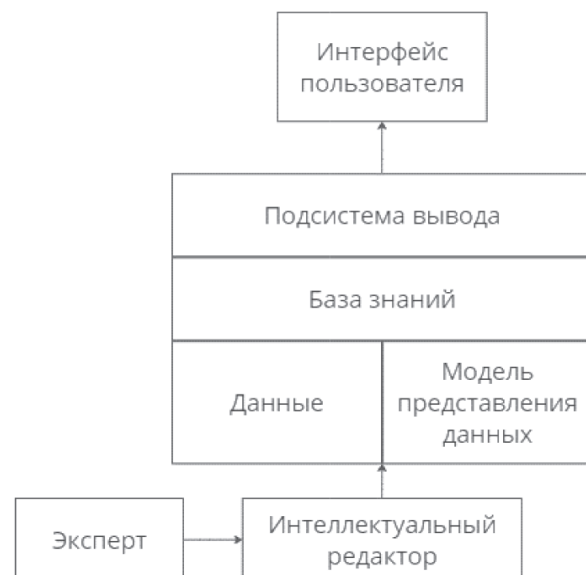 Интерфейс
пользователя
Подсистема вывода
База знаний
Данные
Модель
представления
данных
Эксперт
Интеллектуальный
редактор